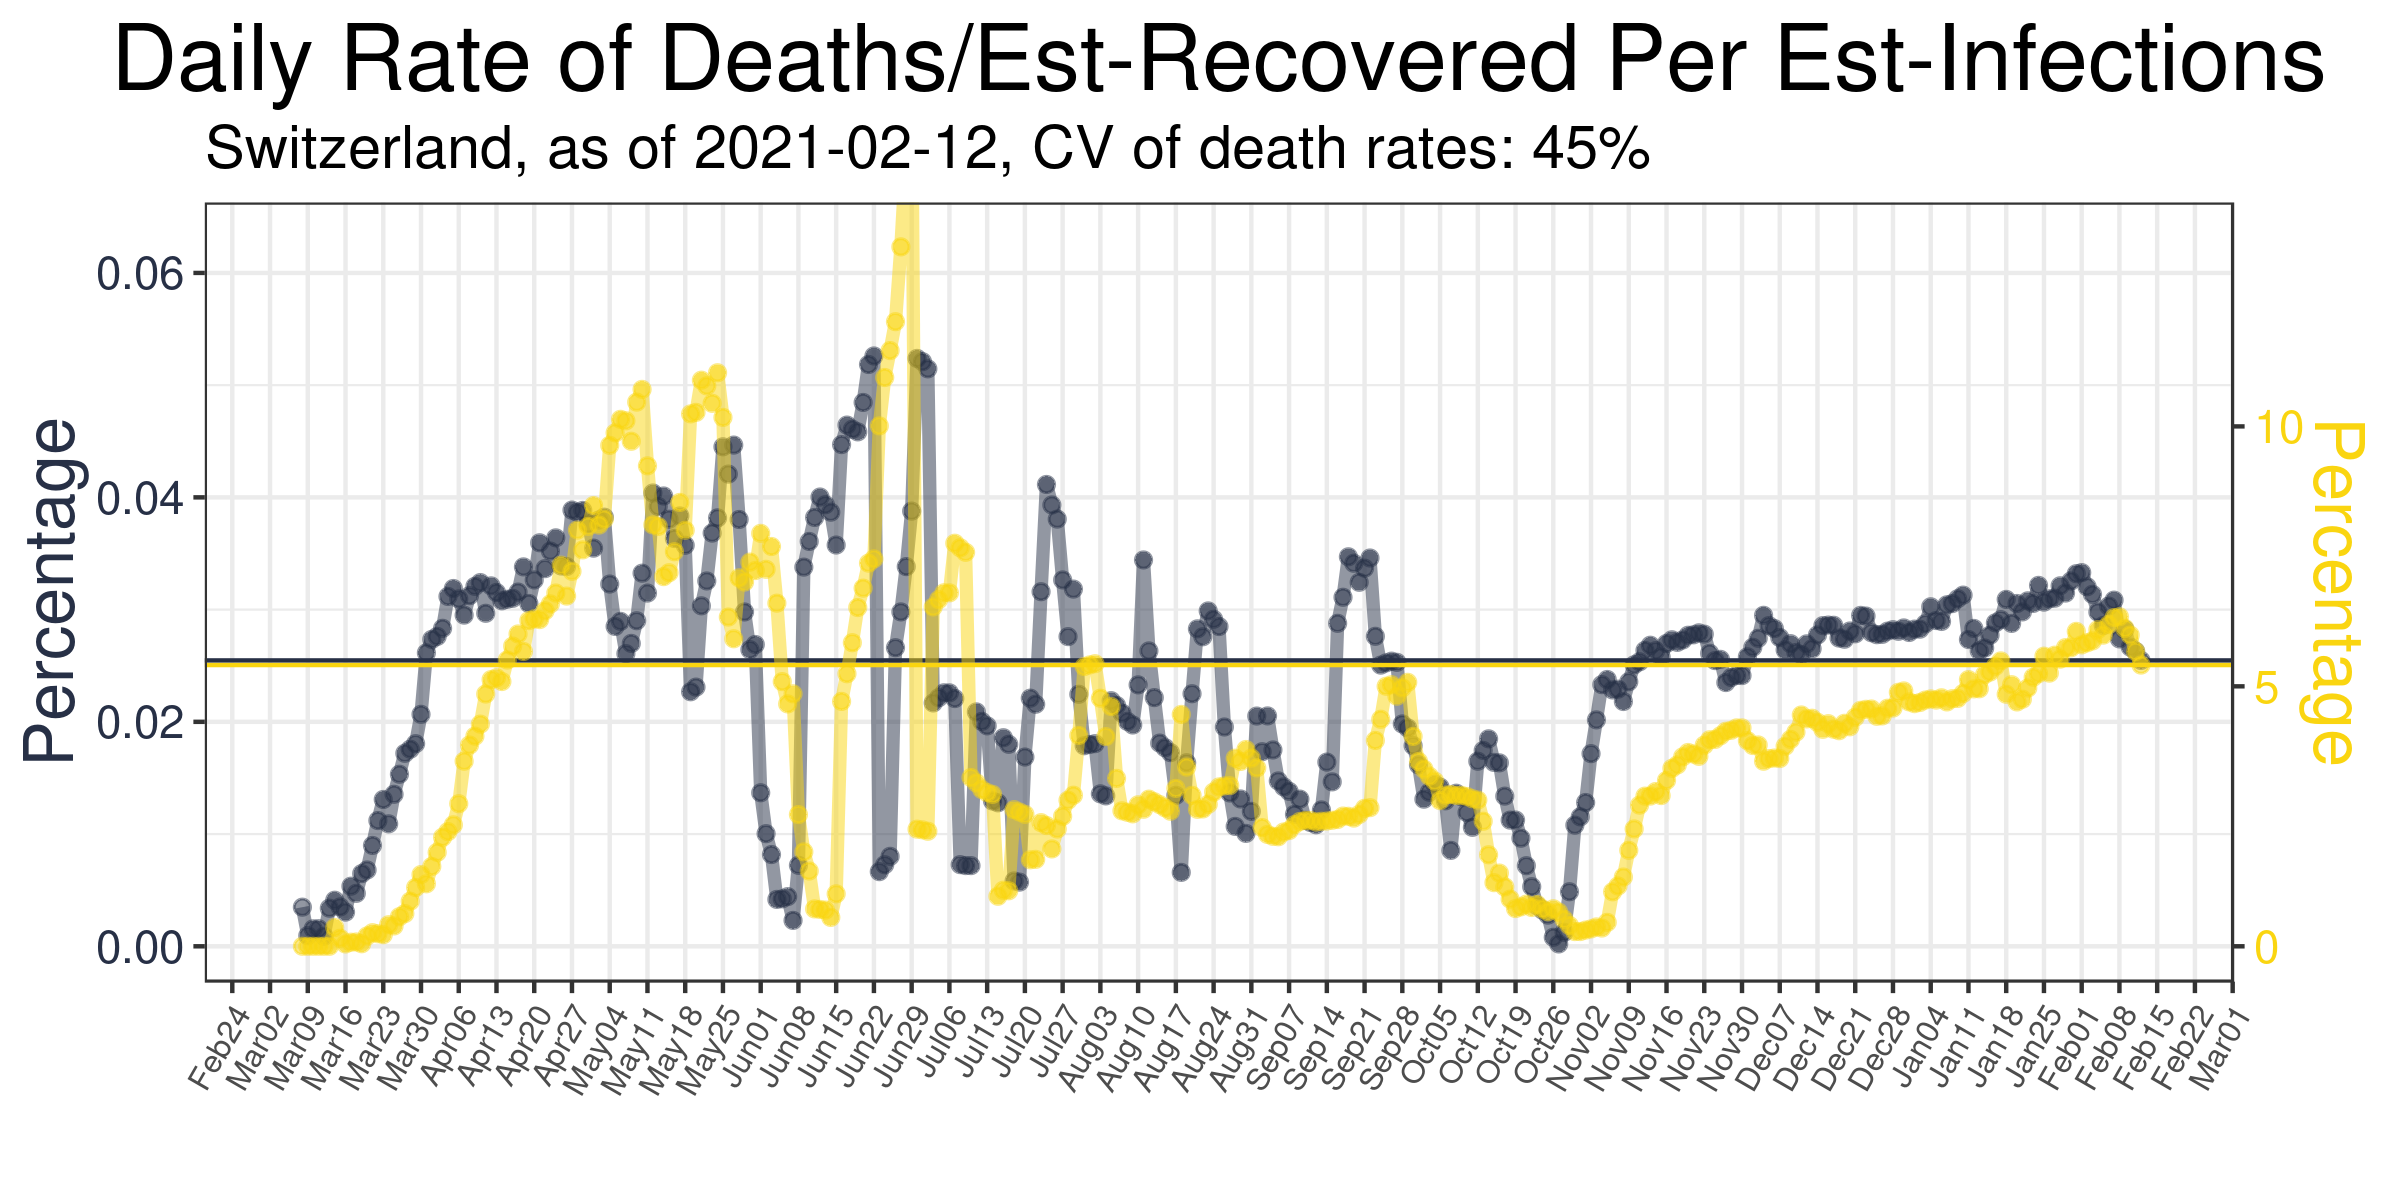 Daily Rate of Deaths/Est-Recovered Per Est-Infections
Switzerland, as of 2021-02-12, CV of death rates: 45%
Percentage
0.06
0.04
0.02
0.00
10
5
0
Percentage
Feb24
Mar02
Mar09
Mar16
Mar23
Mar30
Apr06
Apr13
Apr20
Apr27
May04
May11
May18
May25
Jun01
Jun08
Jun15
Jun22
Jun29
Jul06
Jul13
Jul20
Jul27
Aug03
Aug10
Aug17
Aug24
Aug31
Sep07
Sep14
Sep21
Sep28
Oct05
Oct12
Oct19
Oct26
Nov02
Nov09
Nov16
Nov23
Nov30
Dec07
Dec14
Dec21
Dec28
Jan04
Jan11
Jan18
Jan25
Feb01
Feb08
Feb15
Feb22
Mar01